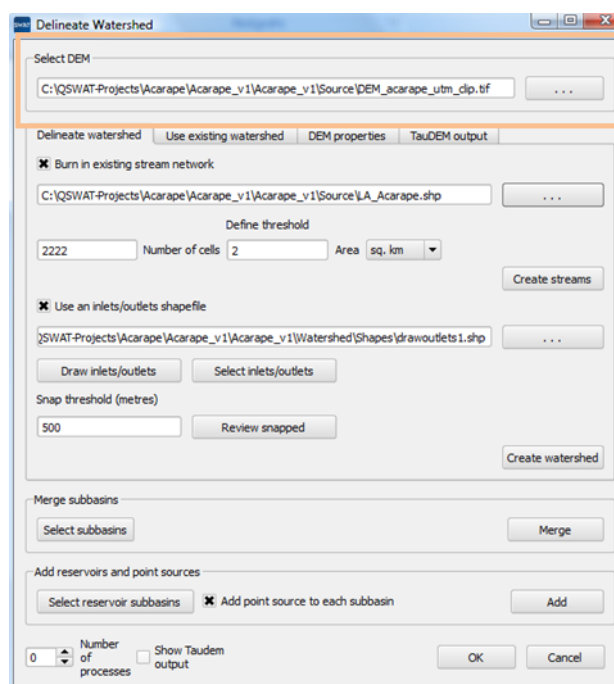 SWAT Delineate Watershed
Select DEM
C:\QSWAT-Projects\Acarape\Acarape_v1\Acarape_v1\Source\DEM_acarape_utm_clip.tif ...
Delineate watershed Use existing watershed DEM properties TauDEM output
Burn in existing stream network
C:\QSWAT-Projects\Acarape\Acarape_v1\Acarape_v1\Source\LA_Acarape.shp ...
Define threshold
2222 Number of cells 2 Area sq. km
Create streams
Use an inlets/outlets shapefile
QSWAT-Projects\Acarape\Acarape_v1\Acarape_v1\Watershed\Shapes\drawoutlets1.shp ...
Draw inlets/outlets Select inlets/outlets
Snap threshold (metres)
500 Review snapped
Create watershed
Merge subbasins
Select subbasins Merge
Add reservoirs and point sources
Select reservoir subbasins Add point source to each subbasin Add
0 Number of processes Show Taudem output OK Cancel